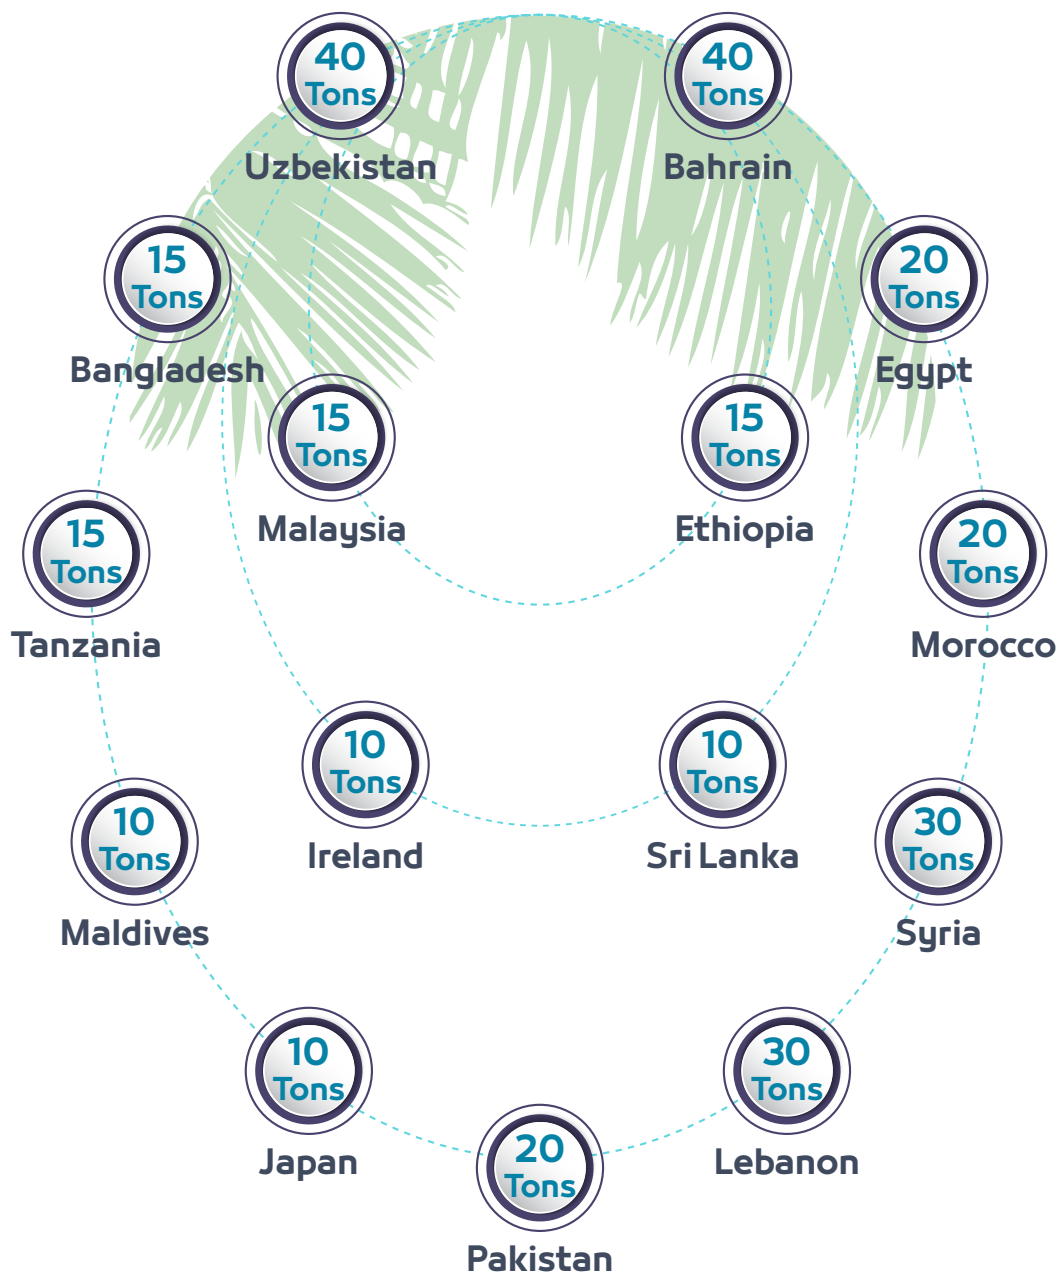 40
Tons
Uzbekistan
40
Tons
Bahrain
15
Tons
Bangladesh
20
Tons
Egypt
15
Tons
Malaysia
15
Tons
Ethiopia
15
Tons
Tanzania
20
Tons
Morocco
10
Tons
Ireland
10
Tons
Sri Lanka
10
Tons
Maldives
30
Tons
Syria
10
Tons
Japan
30
Tons
Lebanon
20
Tons
Pakistan